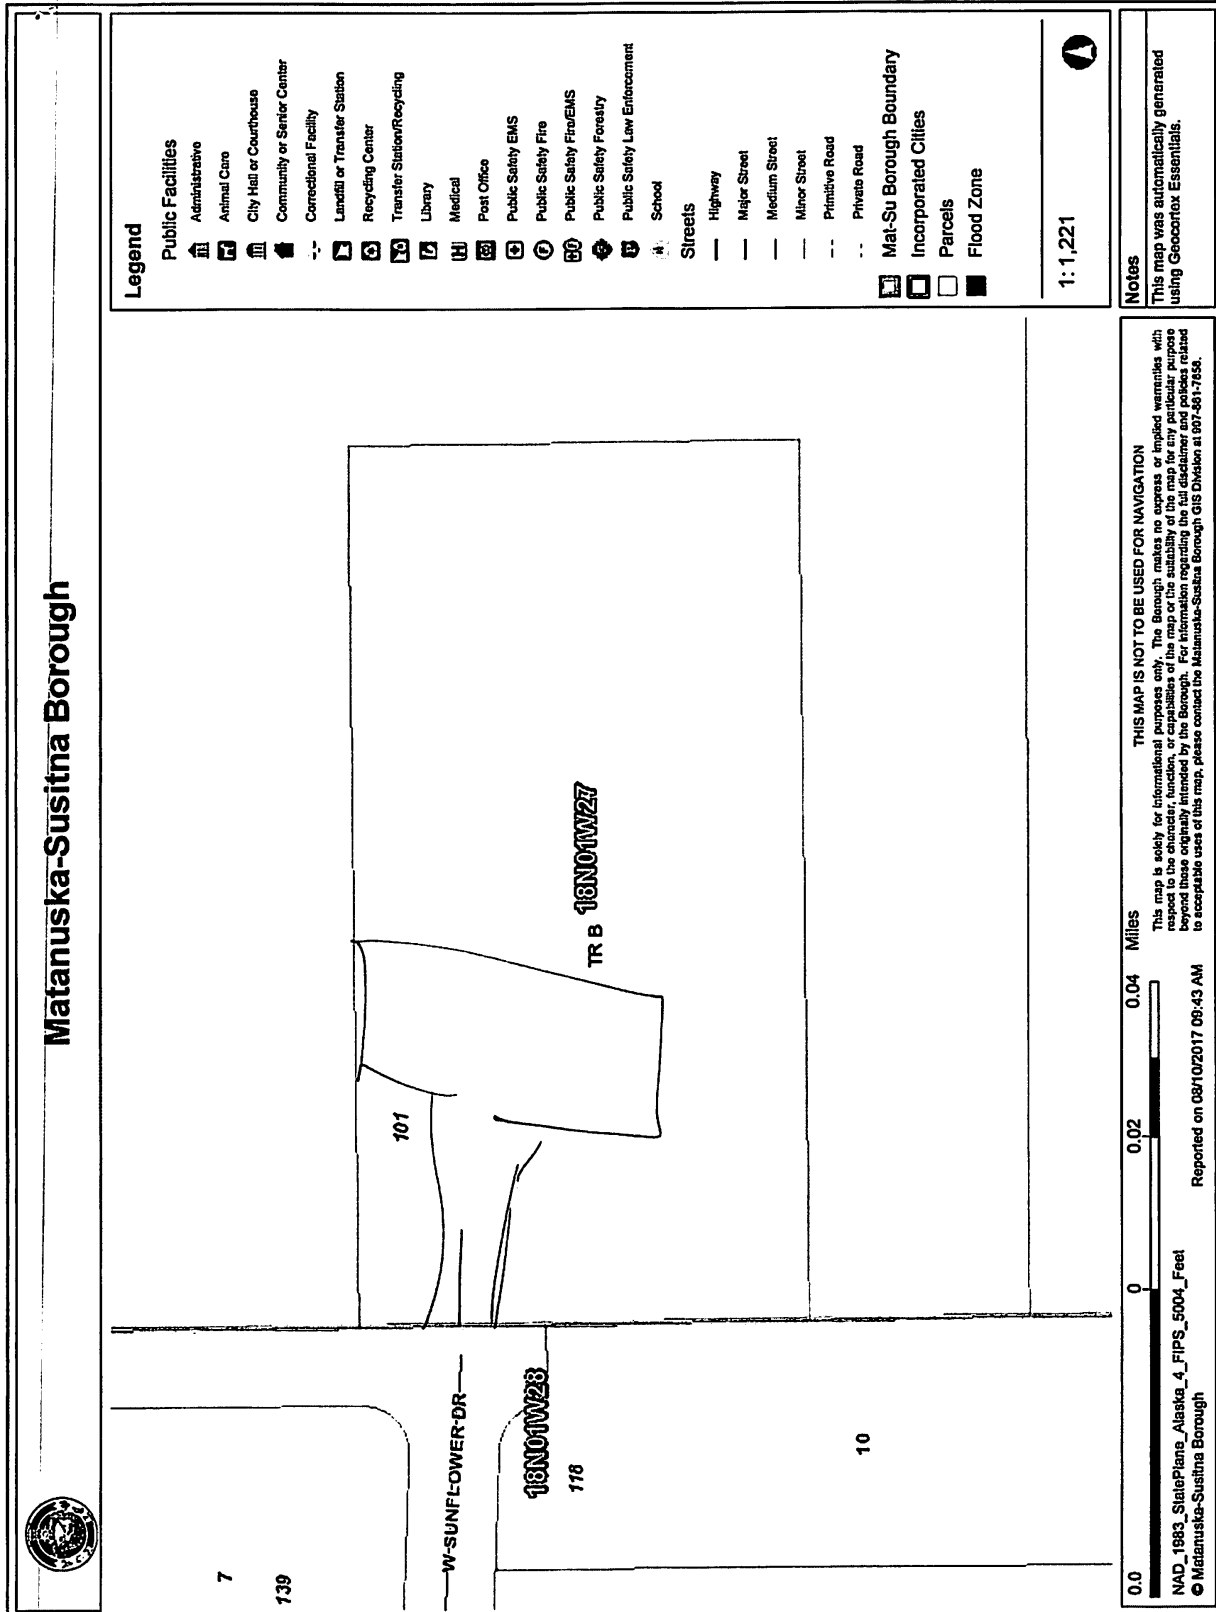 Matanuska-Susitna Borough
7
139
W-SUNFLOWER-DR
18N01W28
118
10
101
TR B
18N01W27
Legend
Public Facilities
Administrative
Animal Care
City Hall or Courthouse
Community or Senior Center
Correctional Facility
Landfill or Transfer Station
Recycling Center
Transfer Station/Recycling
Library
Medical
Post Office
Public Safety EMS
Public Safety Fire
Public Safety Fire/EMS
Public Safety Forestry
Public Safety Law Enforcement
School
Streets
Highway
Major Street
Medium Street
Minor Street
Primitive Road
Private Road
Mat-Su Borough Boundary
Incorporated Cities
Parcels
Flood Zone
1: 1,221
0.0 0 0.02 0.04 Miles
NAD_1983_StatePlane_Alaska_4_FIPS_5004_Feet
© Matanuska-Susitna Borough
Reported on 08/10/2017 09:43 AM
THIS MAP IS NOT TO BE USED FOR NAVIGATION
This map is solely for informational purposes only. The Borough makes no express or implied warranties with
respect to the character, function, or capabilities of the map or the suitability of the map for any particular purpose
beyond those originally intended by the Borough. For information regarding the full disclaimer and policies related
to acceptable uses of this map, please contact the Matanuska-Susitna Borough GIS Division at 907-861-7858.
Notes
This map was automatically generated
using Geocortex Essentials.